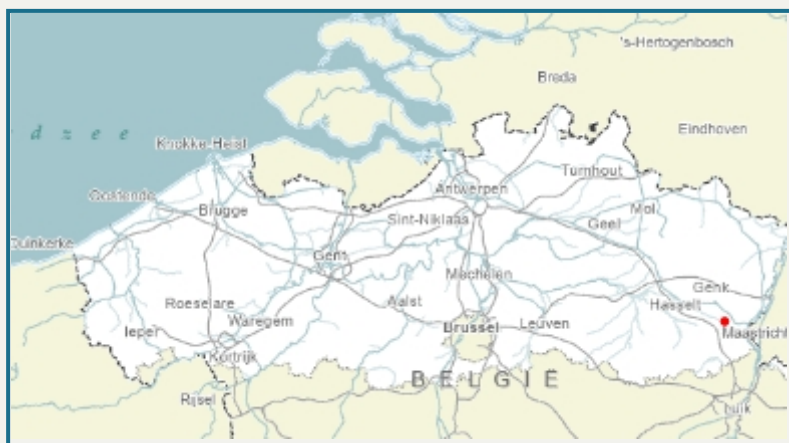 's-Hertogenbosch
Breda
d z e e
Eindhoven
Knokke-Heist
Turnhout
Antwerpen
Oostende
Mol
Brugge
Sint-Niklaas
Geel
Duinkerke
Gent
Mechelen
Genk
Roeselare
Aalst
Hasselt
Waregem
Brussel
Leuven
Ieper
Maastricht
Kortrijk
BELGIË
Rijsel
Luik